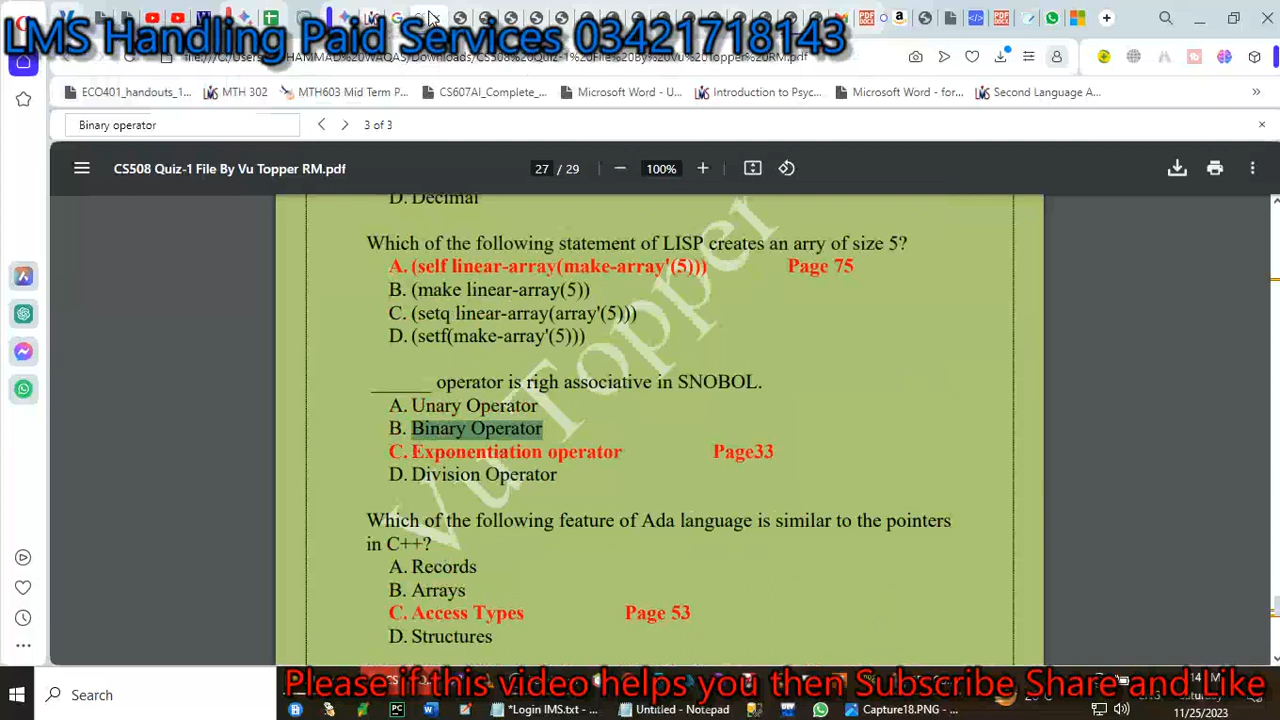 LMS Handling Paid Services 03421718143
ECO401_handouts_1...
MTH 302
MTH603 Mid Term P...
CS607AI_Complete_...
Microsoft Word - U...
Introduction to Psyc...
Microsoft Word - for...
Second Language A...
Binary operator
3 of 3
CS508 Quiz-1 File By Vu Topper RM.pdf
27 / 29
100%
D. Decimal
Which of the following statement of LISP creates an arry of size 5?
A. (self linear-array(make-array'(5))) Page 75
B. (make linear-array(5))
C. (setq linear-array(array'(5)))
D. (setf(make-array'(5)))
______ operator is righ associative in SNOBOL.
A. Unary Operator
B. Binary Operator
C. Exponentiation operator Page33
D. Division Operator
Which of the following feature of Ada language is similar to the pointers
in C++?
A. Records
B. Arrays
C. Access Types Page 53
D. Structures
Vu Topper
Please if this video helps you then Subscribe Share and Like
Search
*Login IMS.txt - ...
Untitled - Notepad
Capture18.PNG - ...
11/25/2023